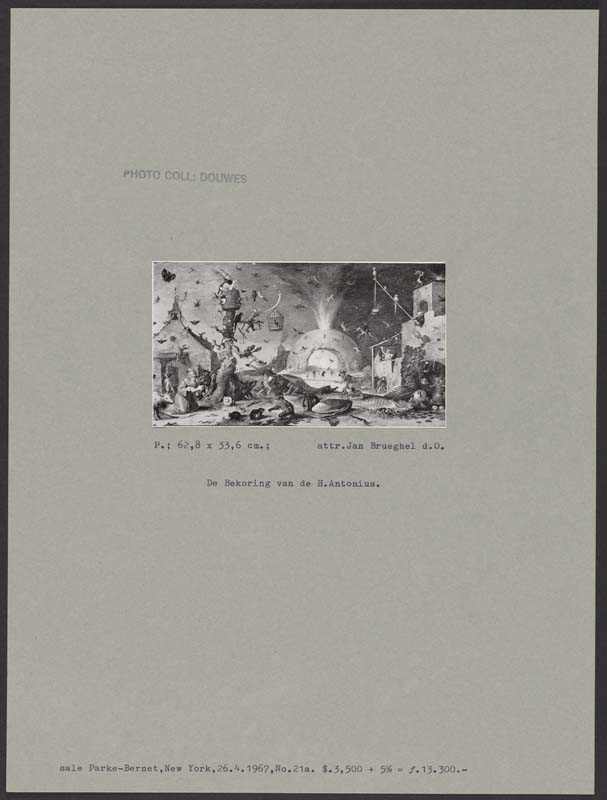 PHOTO COLL: DOUWES
P.; 62,8 x 33,6 cm.; attr.Jan Brueghel d.O.
De Bekoring van de H.Antonius.
sale Parke-Bernet,New York,26.4.1967,No.21a. $.3,500 + 5% = ƒ.13.300.-